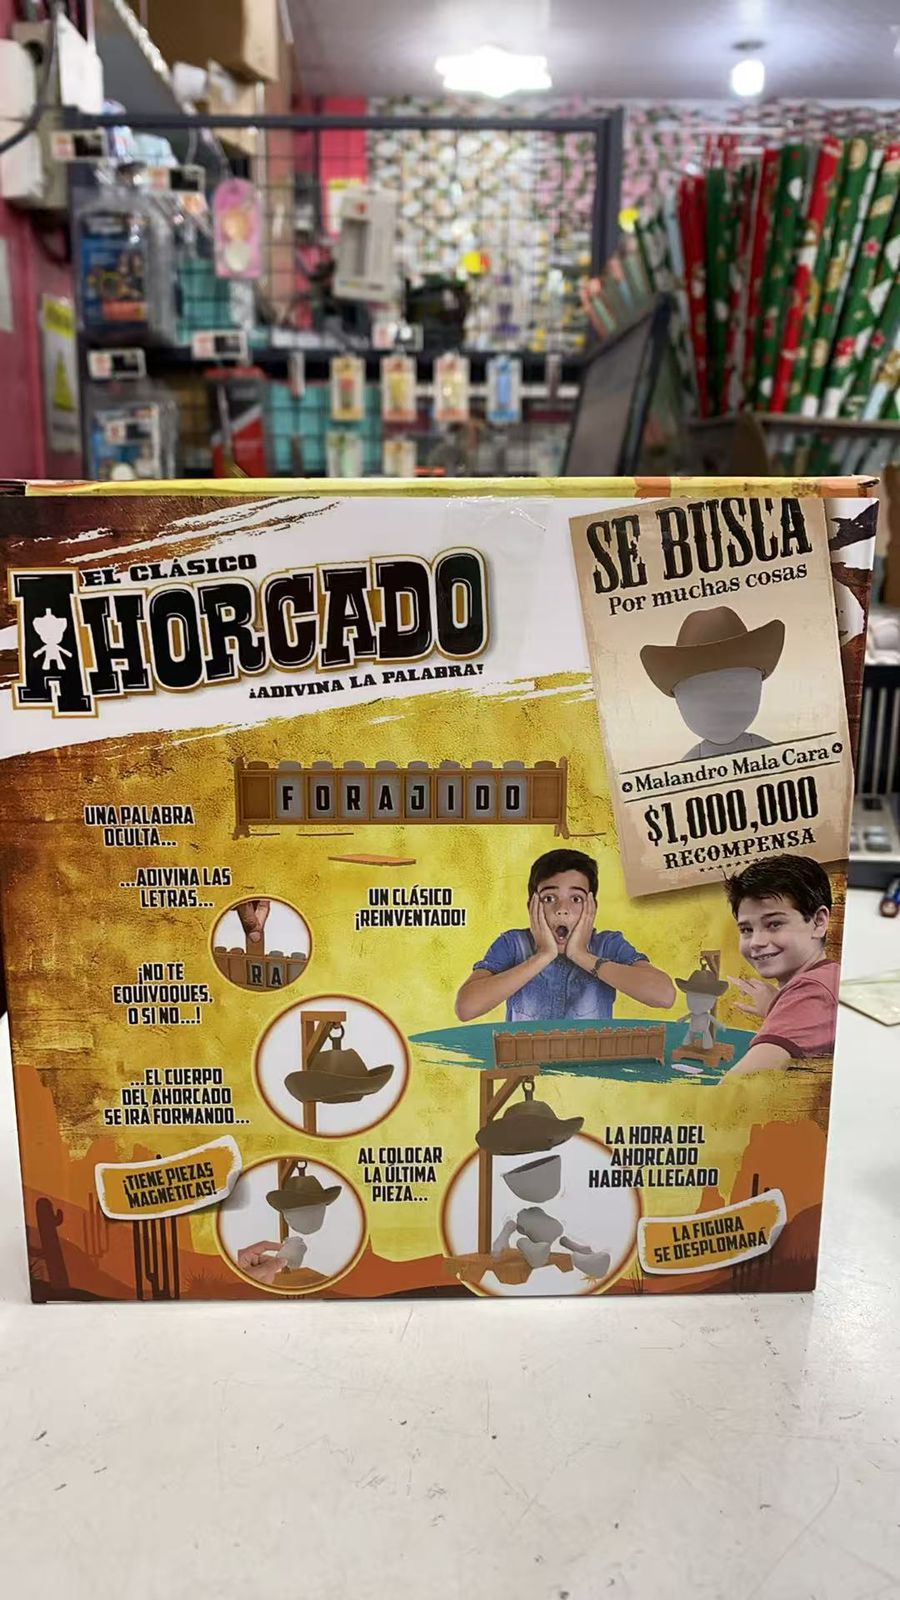 EL CLÁSICO
AHORCADO
¡ADIVINA LA PALABRA!
SE BUSCA
Por muchas cosas
Malandro Mala Cara
$1,000,000
RECOMPENSA
FORAJIDO
UNA PALABRA
OCULTA...
...ADIVINA LAS
LETRAS...
RA
UN CLÁSICO
¡REINVENTADO!
¡NO TE
EQUIVOQUES,
O SI NO...!
...EL CUERPO
DEL AHORCADO
SE IRÁ FORMANDO...
¡TIENE PIEZAS
MAGNÉTICAS!
AL COLOCAR
LA ÚLTIMA
PIEZA...
LA HORA DEL
AHORCADO
HABRÁ LLEGADO
LA FIGURA
SE DESPLOMARÁ